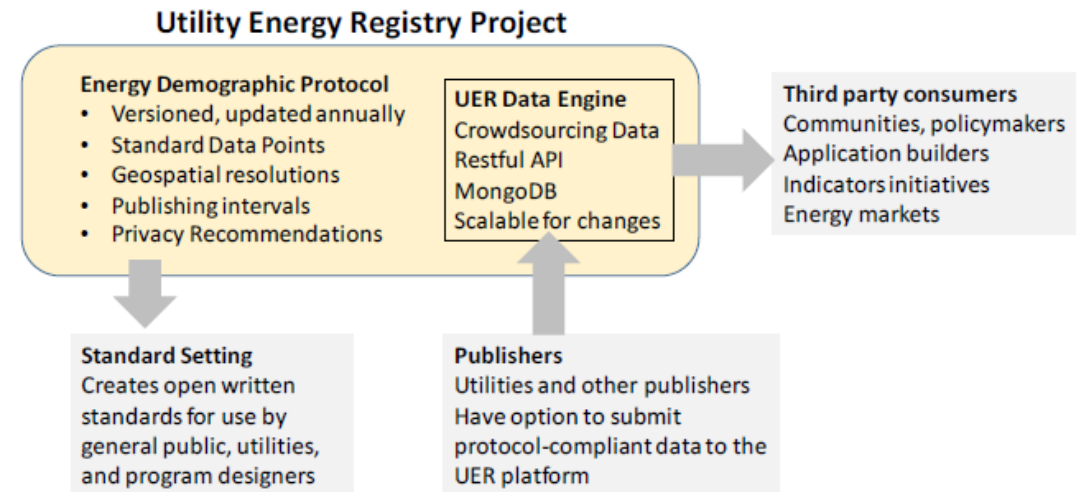 Utility Energy Registry Project
Energy Demographic Protocol
• Versioned, updated annually
• Standard Data Points
• Geospatial resolutions
• Publishing intervals
• Privacy Recommendations
UER Data Engine
Crowdsourcing Data
Restful API
MongoDB
Scalable for changes
Third party consumers
Communities, policymakers
Application builders
Indicators initiatives
Energy markets
Standard Setting
Creates open written
standards for use by
general public, utilities,
and program designers
Publishers
Utilities and other publishers
Have option to submit
protocol-compliant data to the
UER platform